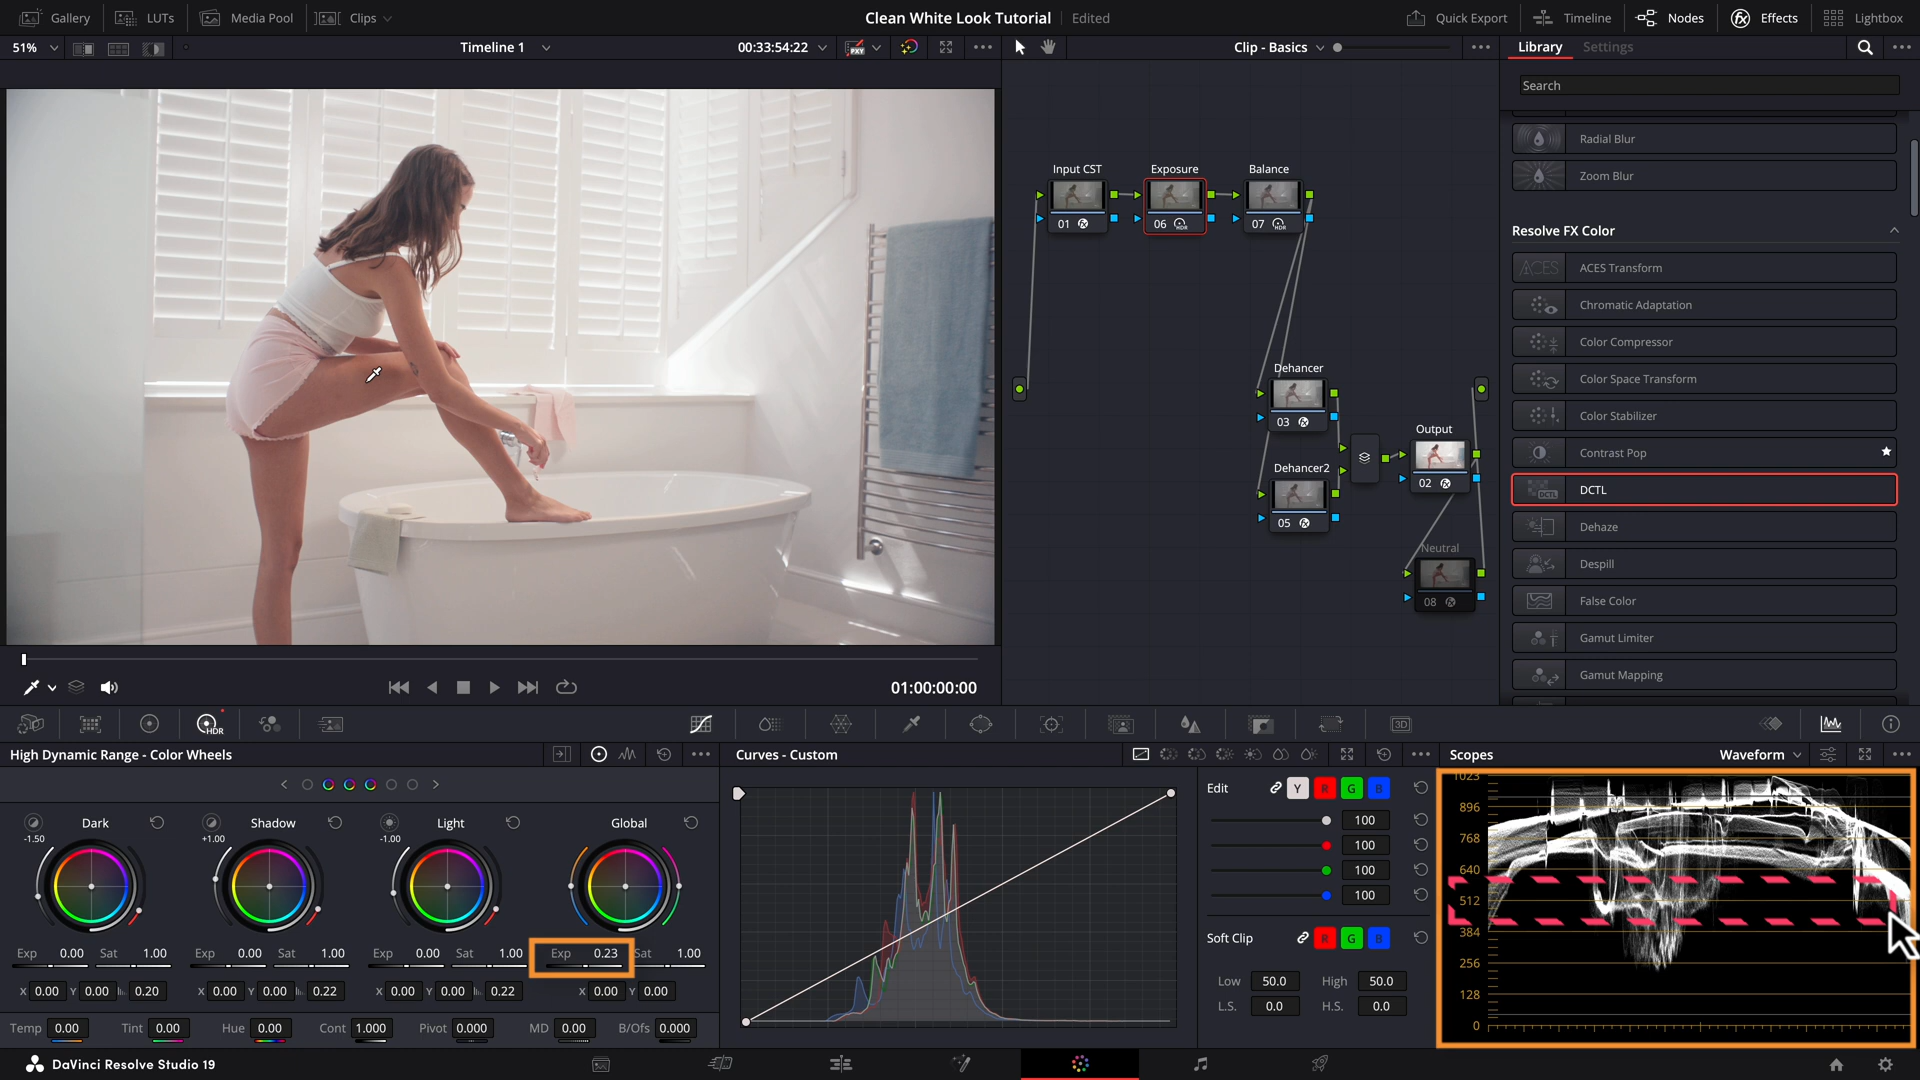 Gallery LUTs Media Pool Clips Clean White Look Tutorial Edited Quick Export Timeline Nodes Effects Lightbox
51% Timeline 1 00:33:54:22 Clip - Basics Library Settings
Search
Radial Blur
Zoom Blur
Resolve FX Color
ACES ACES Transform
Chromatic Adaptation
Color Compressor
Color Space Transform
Color Stabilizer
Contrast Pop
DCTL DCTL
Dehaze
Despill
False Color
Gamut Limiter
Gamut Mapping
Input CST Exposure Balance
01 06 HDR 07 HDR
Dehancer
03
Output
02
Dehancer2
05
Neutral
08
01:00:00:00
HDR 3D
High Dynamic Range - Color Wheels Curves - Custom Scopes Waveform
Dark Shadow Light Global
-1.50 +1.00 -1.00
Exp 0.00 Sat 1.00 Exp 0.00 Sat 1.00 Exp 0.00 Sat 1.00 Exp 0.23 Sat 1.00
X 0.00 Y 0.00 0.20 X 0.00 Y 0.00 0.22 X 0.00 Y 0.00 0.22 X 0.00 Y 0.00
Temp 0.00 Tint 0.00 Hue 0.00 Cont 1.000 Pivot 0.000 MD 0.00 B/Ofs 0.000
Edit Y R G B
100
100
100
100
Soft Clip R G B
Low 50.0 High 50.0
L.S. 0.0 H.S. 0.0
1023
896
768
640
512
384
256
128
0
DaVinci Resolve Studio 19